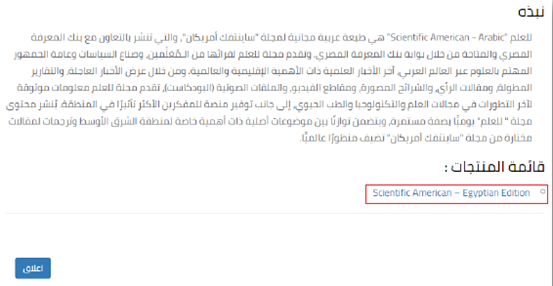 نبذه
للعلم "Scientific American - Arabic" هي طبعة عربية مجانية لمجلة "ساينتفك أمريكان"، والتي تنشر بالتعاون مع بنك المعرفة
المصري والمتاحة من خلال بوابة بنك المعرفة المصري. وتقدم مجلة للعلم لقرائها من المُعلِّمين، وصناع السياسات وعامة الجمهور
المهتم بالعلوم عبر العالم العربي، آخر الأخبار العلمية ذات الأهمية الإقليمية والعالمية. ومن خلال عرض الأخبار العاجلة، والتقارير
المطولة، ومقالات الرأي، والشرائح المصورة، ومقاطع الفيديو، والملفات الصوتية (البودكاست)، تقدم مجلة للعلم معلومات موثوقة
لآخر التطورات في مجالات العلم والتكنولوجيا والطب الحيوي، إلى جانب توفير منصة للمفكرين الأكثر تأثيرًا في المنطقة. يُنشر محتوى
مجلة " للعلم" يوميًا بصفة مستمرة، ويتضمن توازنًا بين موضوعات أصلية ذات أهمية خاصة لمنطقة الشرق الأوسط وترجمات لمقالات
مختارة من مجلة "ساينتفك أمريكان" تضيف منظورًا عالميًا.
قائمة المنتجات :
Scientific American – Egyptian Edition
اغلاق